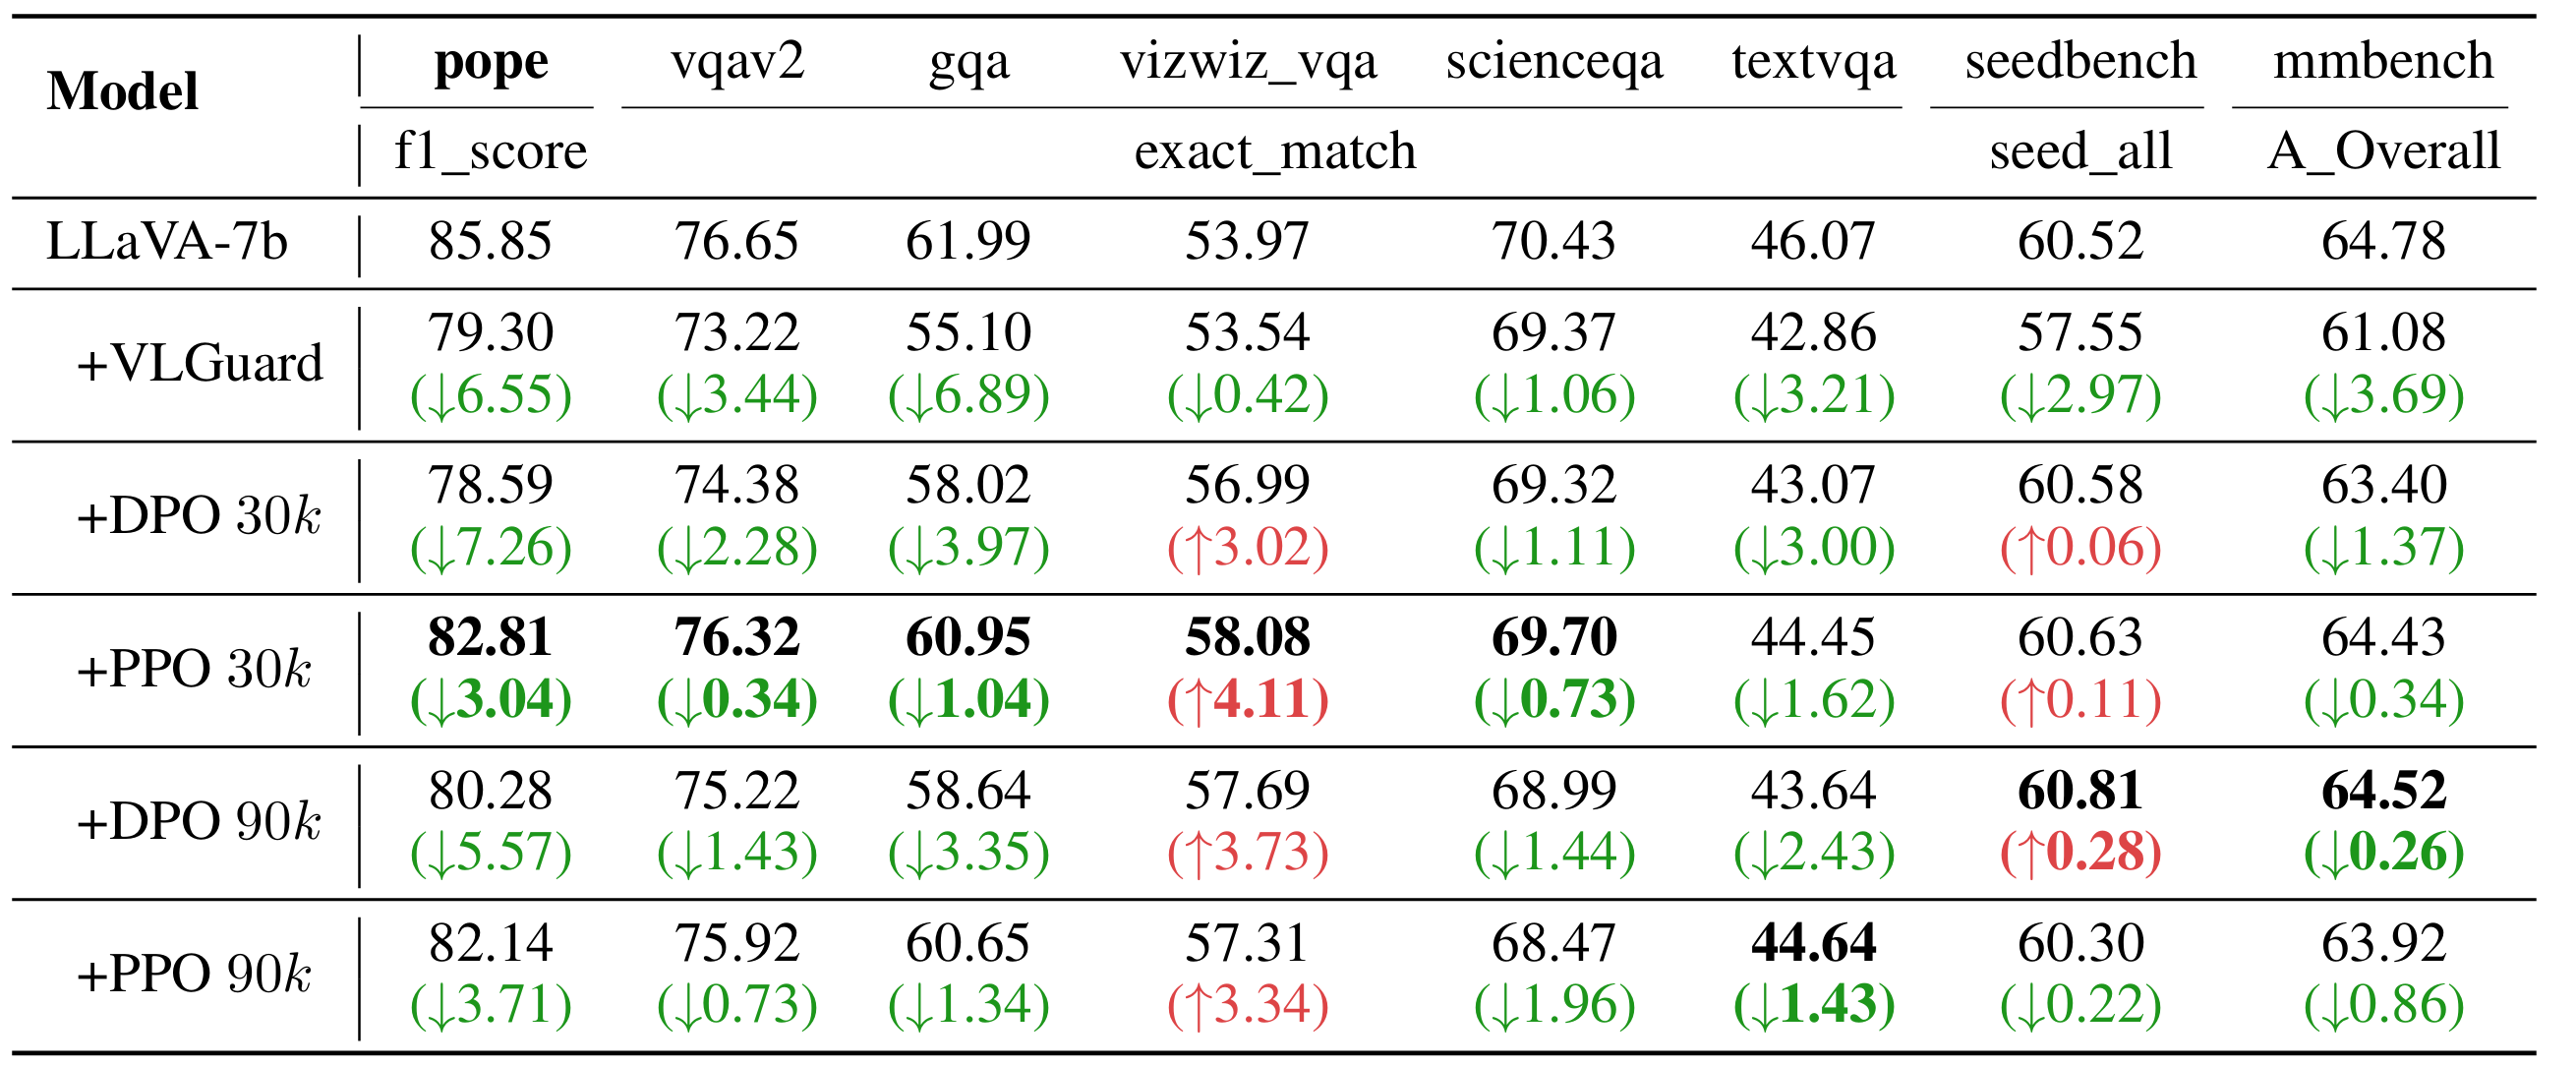 Model pope vqav2 gqa vizwiz_vqa scienceqa textvqa seedbench mmbench
f1_score exact_match seed_all A_Overall
LLaVA-7b 85.85 76.65 61.99 53.97 70.43 46.07 60.52 64.78
+VLGuard 79.30 73.22 55.10 53.54 69.37 42.86 57.55 61.08
(↓6.55) (↓3.44) (↓6.89) (↓0.42) (↓1.06) (↓3.21) (↓2.97) (↓3.69)
+DPO 30k 78.59 74.38 58.02 56.99 69.32 43.07 60.58 63.40
(↓7.26) (↓2.28) (↓3.97) (↑3.02) (↓1.11) (↓3.00) (↑0.06) (↓1.37)
+PPO 30k 82.81 76.32 60.95 58.08 69.70 44.45 60.63 64.43
(↓3.04) (↓0.34) (↓1.04) (↑4.11) (↓0.73) (↓1.62) (↑0.11) (↓0.34)
+DPO 90k 80.28 75.22 58.64 57.69 68.99 43.64 60.81 64.52
(↓5.57) (↓1.43) (↓3.35) (↑3.73) (↓1.44) (↓2.43) (↑0.28) (↓0.26)
+PPO 90k 82.14 75.92 60.65 57.31 68.47 44.64 60.30 63.92
(↓3.71) (↓0.73) (↓1.34) (↑3.34) (↓1.96) (↓1.43) (↓0.22) (↓0.86)